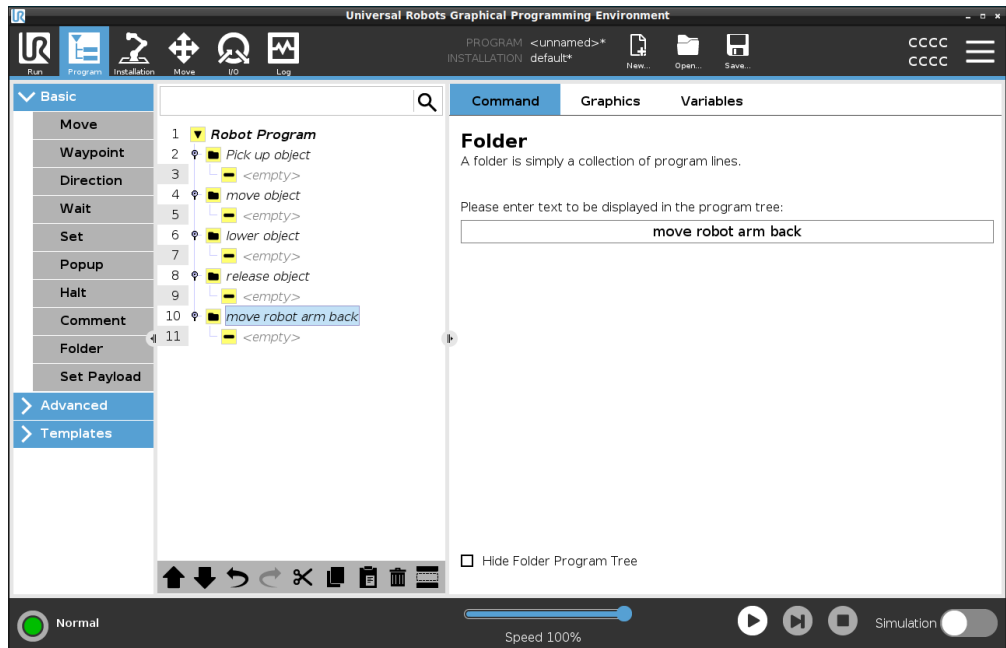 Universal Robots Graphical Programming Environment
UR
Run
Program
Installation
Move
I/O
Log
PROGRAM <unnamed>*
INSTALLATION default*
New...
Open...
Save...
CCCC
CCCC
Basic
Move
Waypoint
Direction
Wait
Set
Popup
Halt
Comment
Folder
Set Payload
Advanced
Templates
1 Robot Program
2 Pick up object
3 <empty>
4 move object
5 <empty>
6 lower object
7 <empty>
8 release object
9 <empty>
10 move robot arm back
11 <empty>
Command Graphics Variables
Folder
A folder is simply a collection of program lines.
Please enter text to be displayed in the program tree:
move robot arm back
Hide Folder Program Tree
Normal
Speed 100%
Simulation